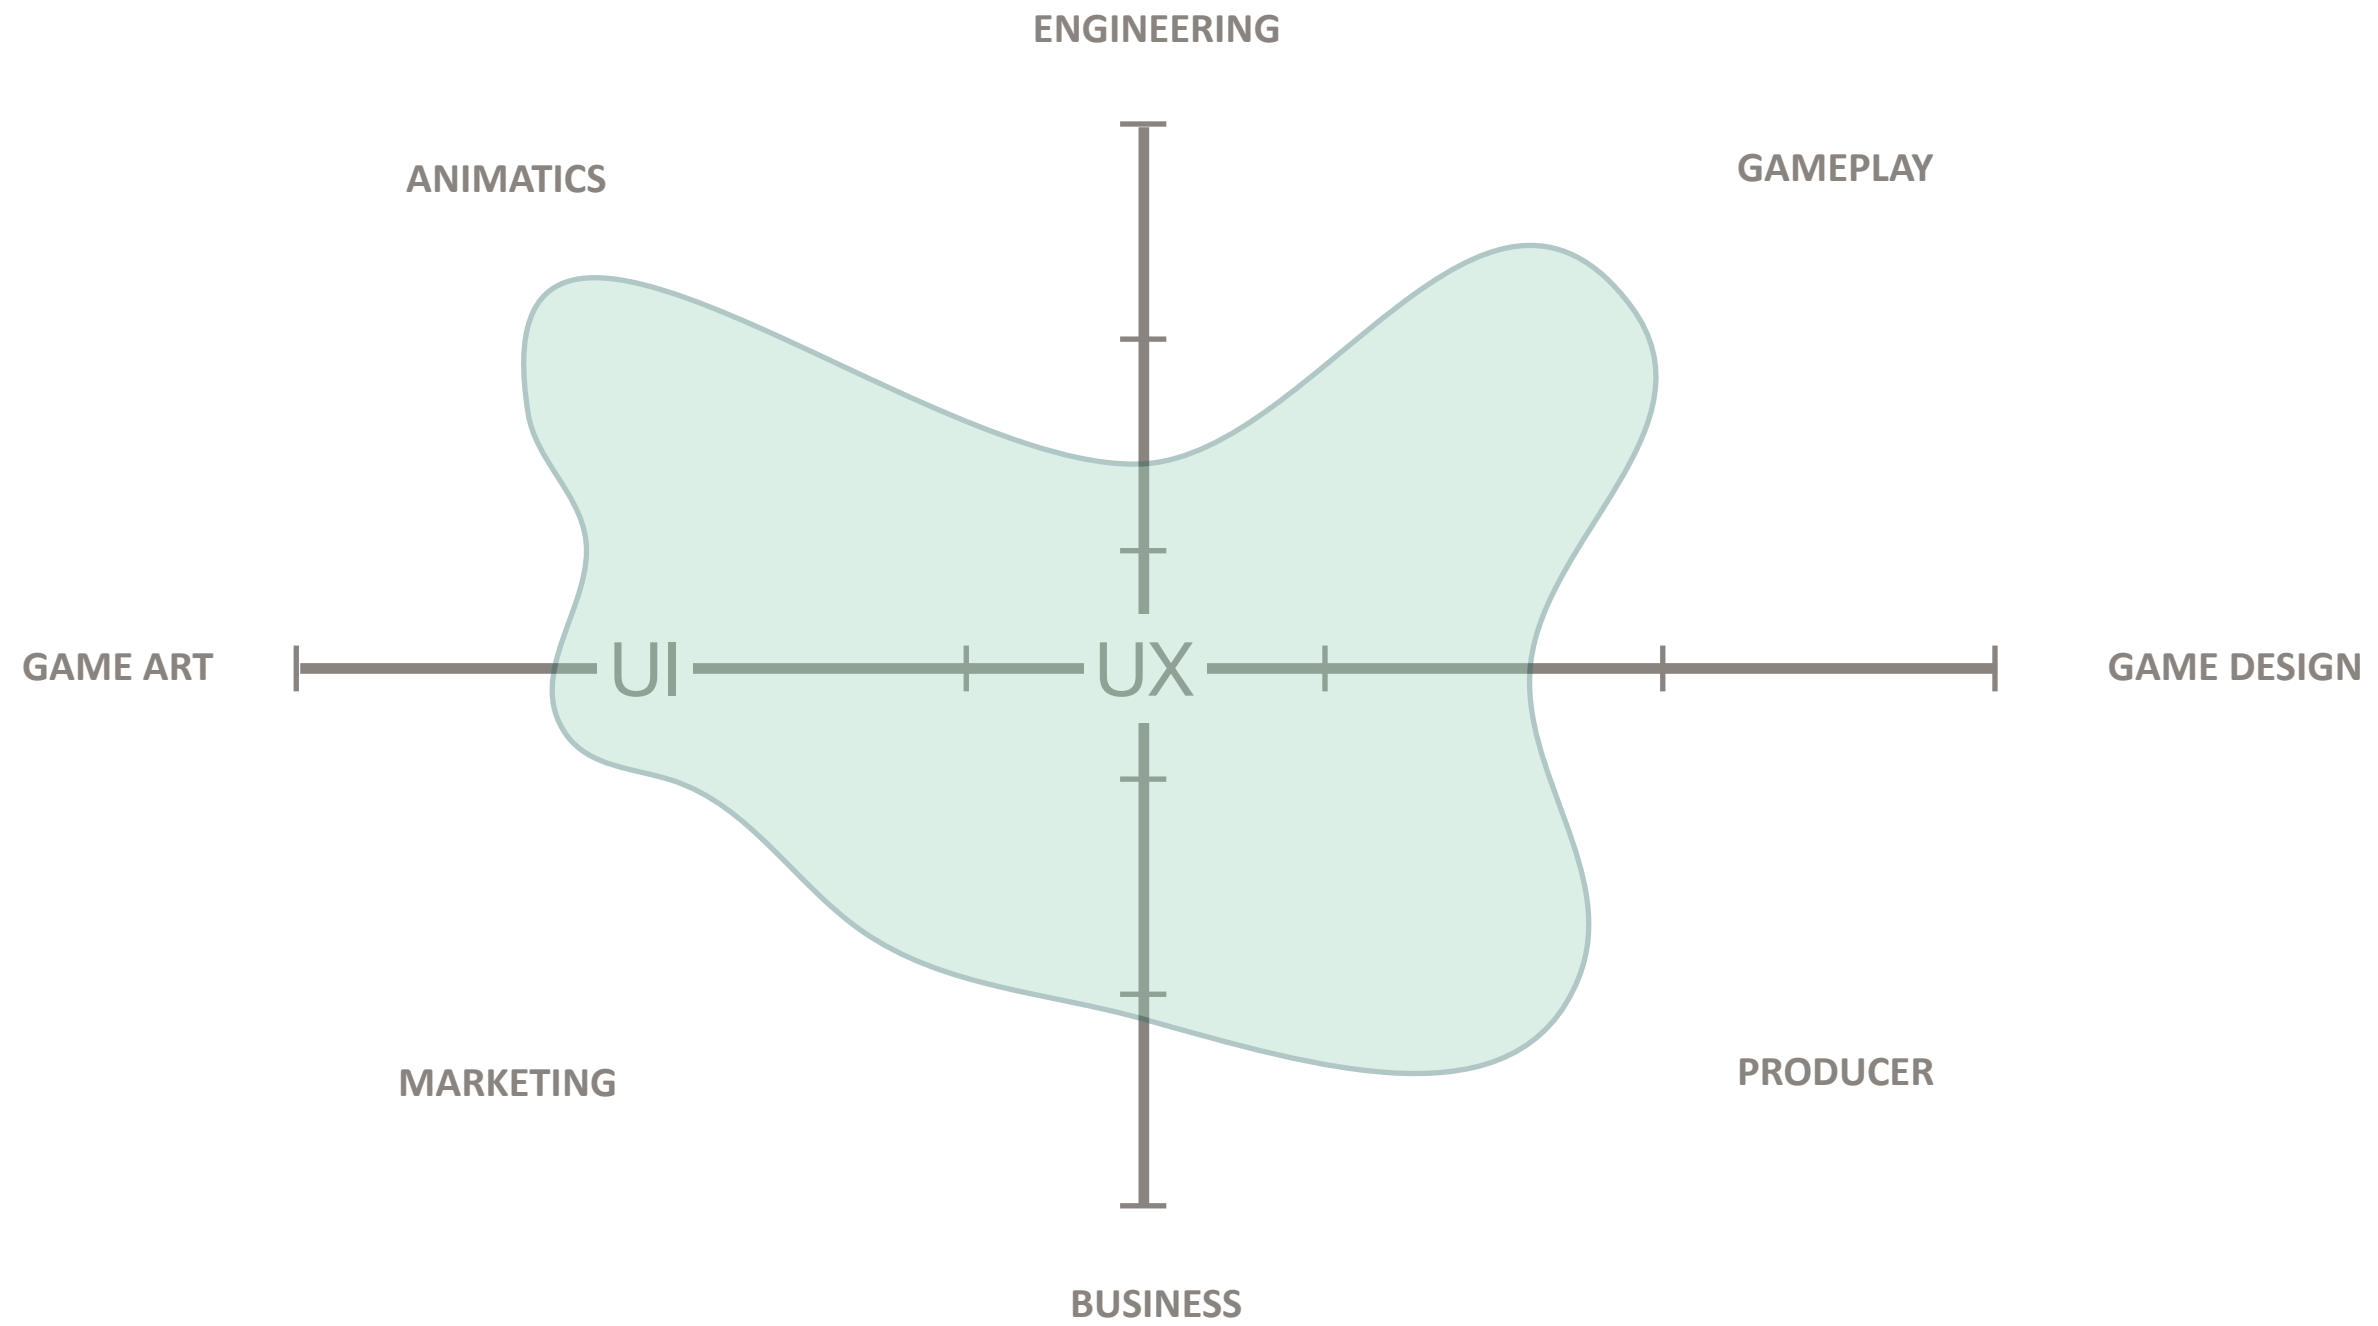 ENGINEERING
ANIMATICS
GAMEPLAY
GAME ART
UI
UX
GAME DESIGN
MARKETING
PRODUCER
BUSINESS